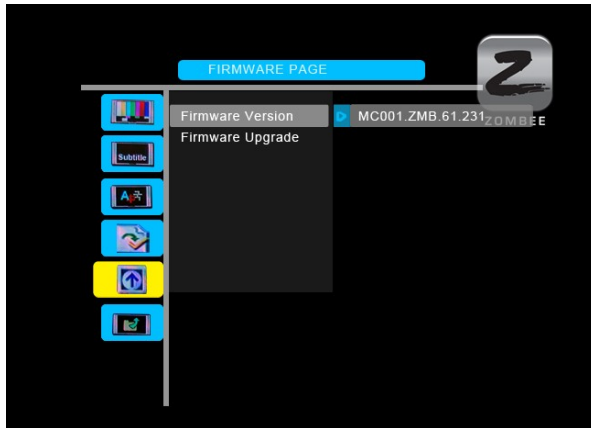 FIRMWARE PAGE
Z
Firmware Version MC001.ZMB.61.231
ZOMBEE
Firmware Upgrade
Subtitle
A